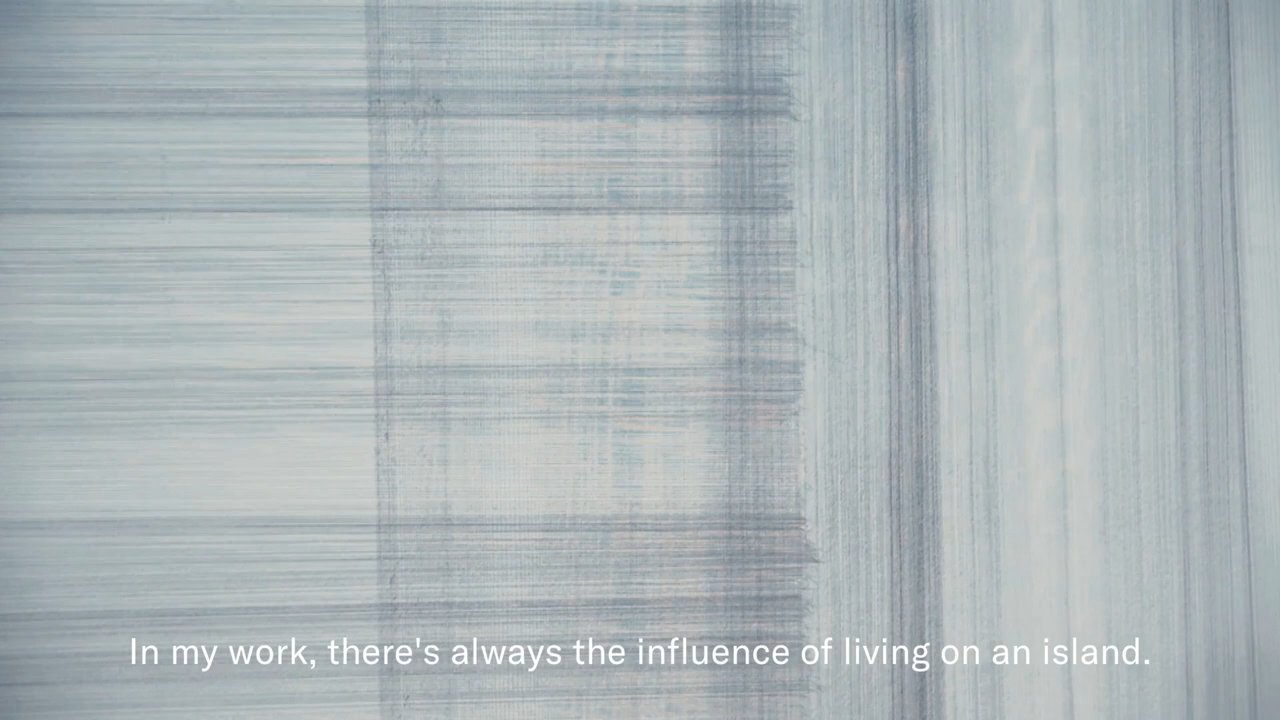 In my work, there's always the influence of living on an island.